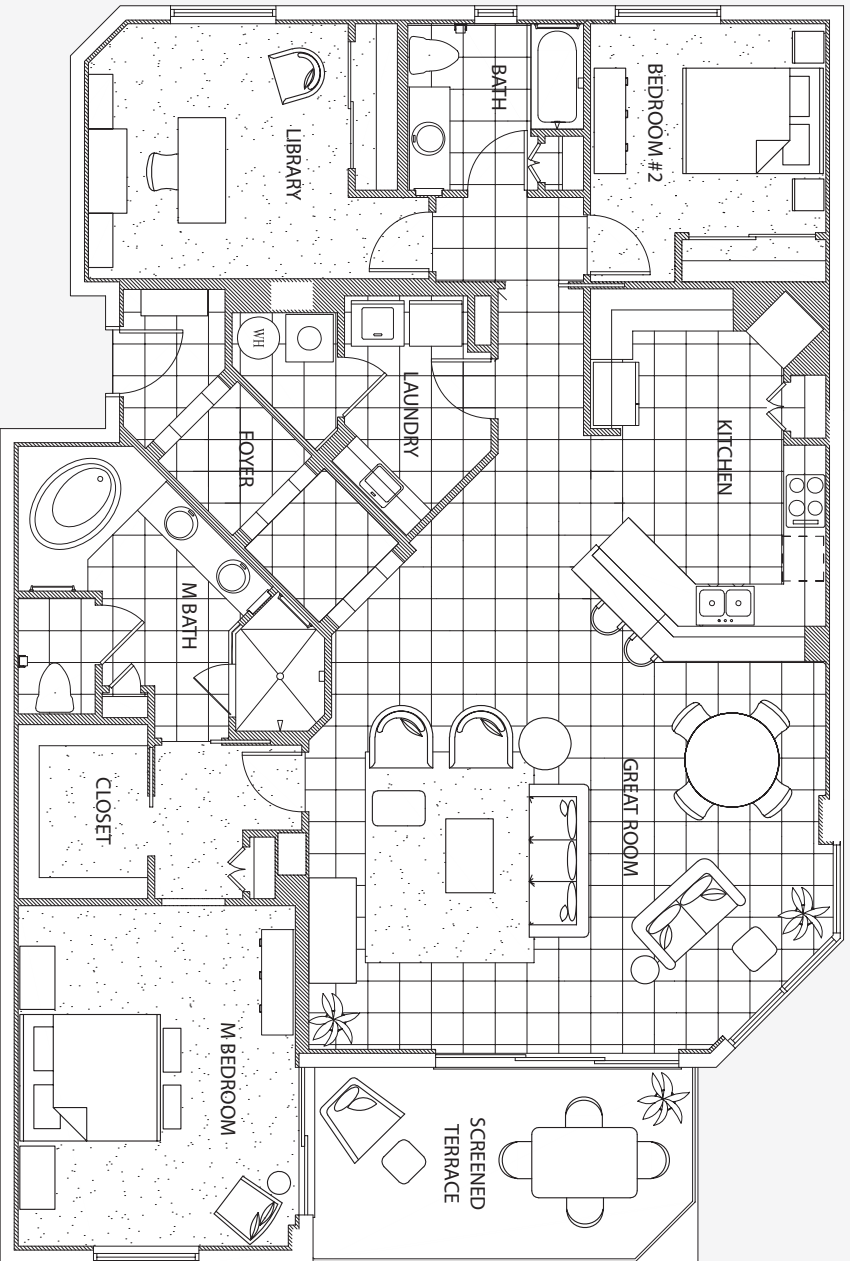 BEDROOM #2
BATH
LIBRARY
KITCHEN
LAUNDRY
WH
FOYER
M BATH
GREAT ROOM
CLOSET
M BEDROOM
SCREENED
TERRACE